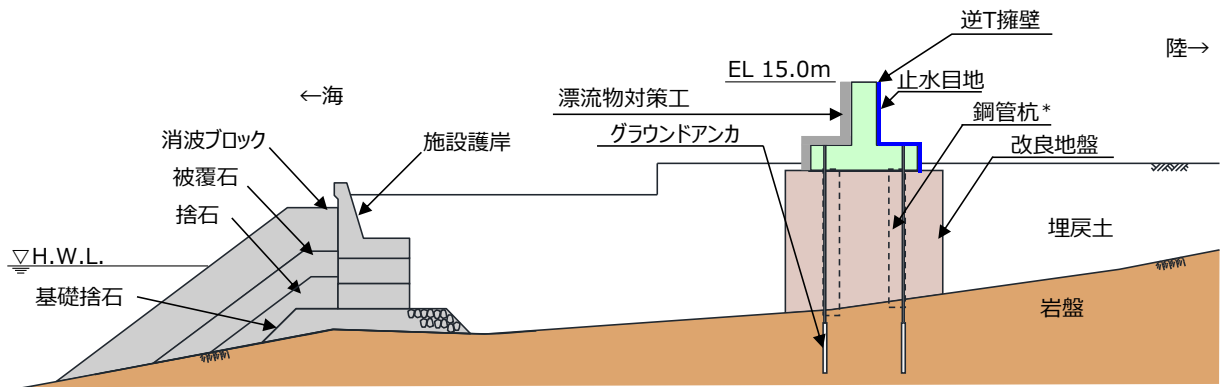 逆T擁壁
陸→
EL 15.0m
止水目地
←海
漂流物対策工
鋼管杭*
消波ブロック
施設護岸
グラウンドアンカ
改良地盤
被覆石
捨石
埋戻土
▽H.W.L.
基礎捨石
岩盤